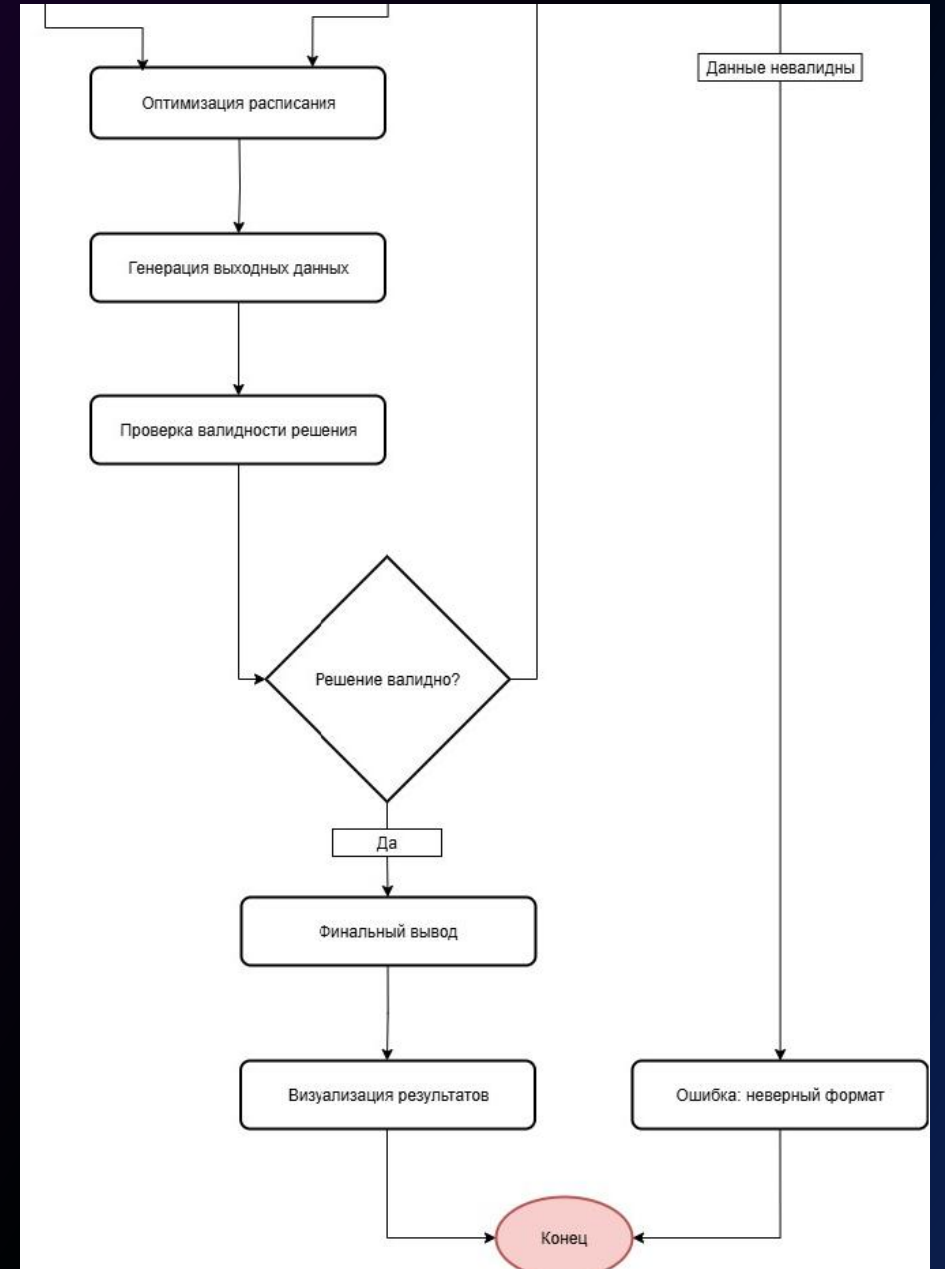 Данные невалидны
Оптимизация расписания
Генерация выходных данных
Проверка валидности решения
Решение валидно?
Да
Финальный вывод
Визуализация результатов
Ошибка: неверный формат
Конец